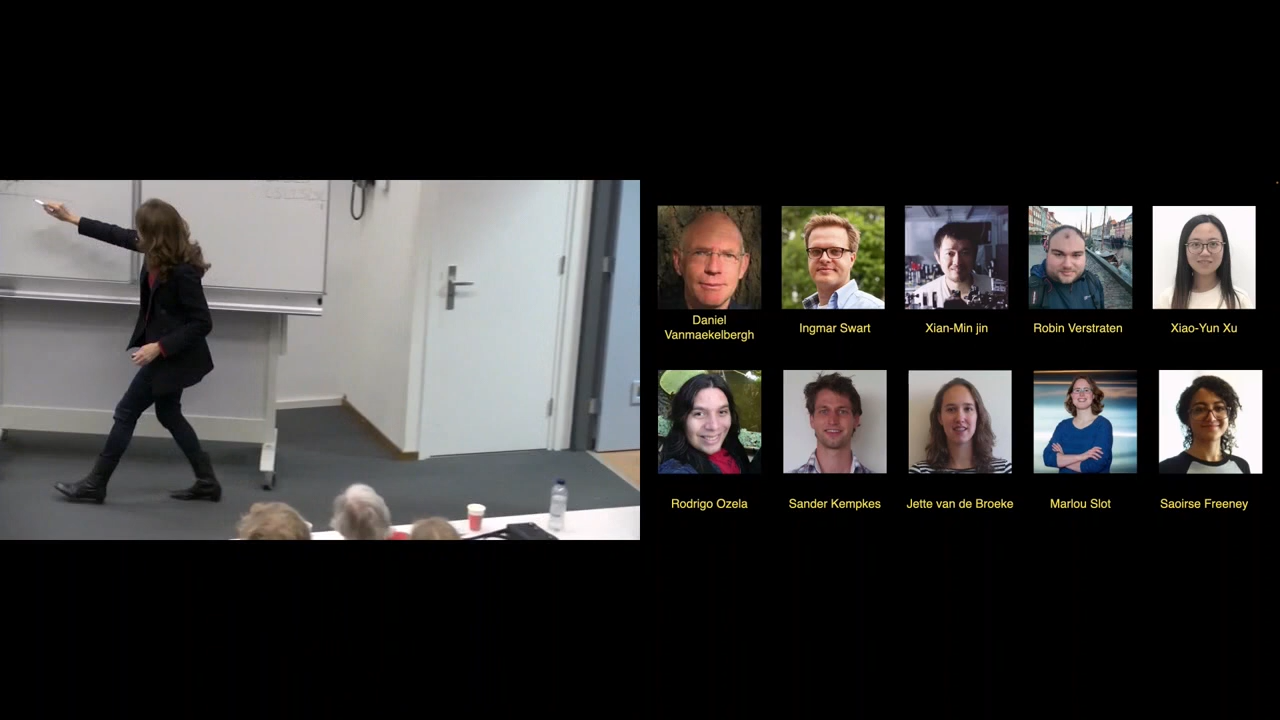 Daniel
Vanmaekelbergh
Ingmar Swart
Xian-Min jin
Robin Verstraten
Xiao-Yun Xu
Rodrigo Ozela
Sander Kempkes
Jette van de Broeke
Marlou Slot
Saoirse Freeney